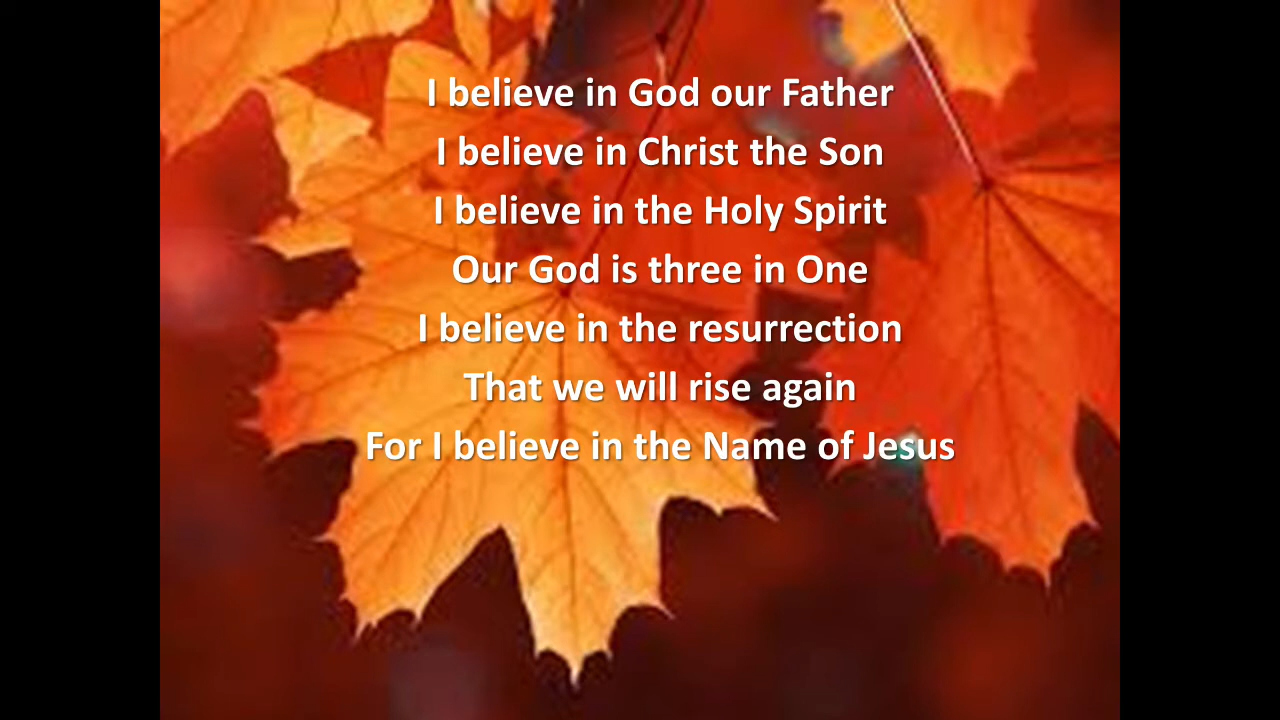 I believe in God our Father
I believe in Christ the Son
I believe in the Holy Spirit
Our God is three in One
I believe in the resurrection
That we will rise again
For I believe in the Name of Jesus